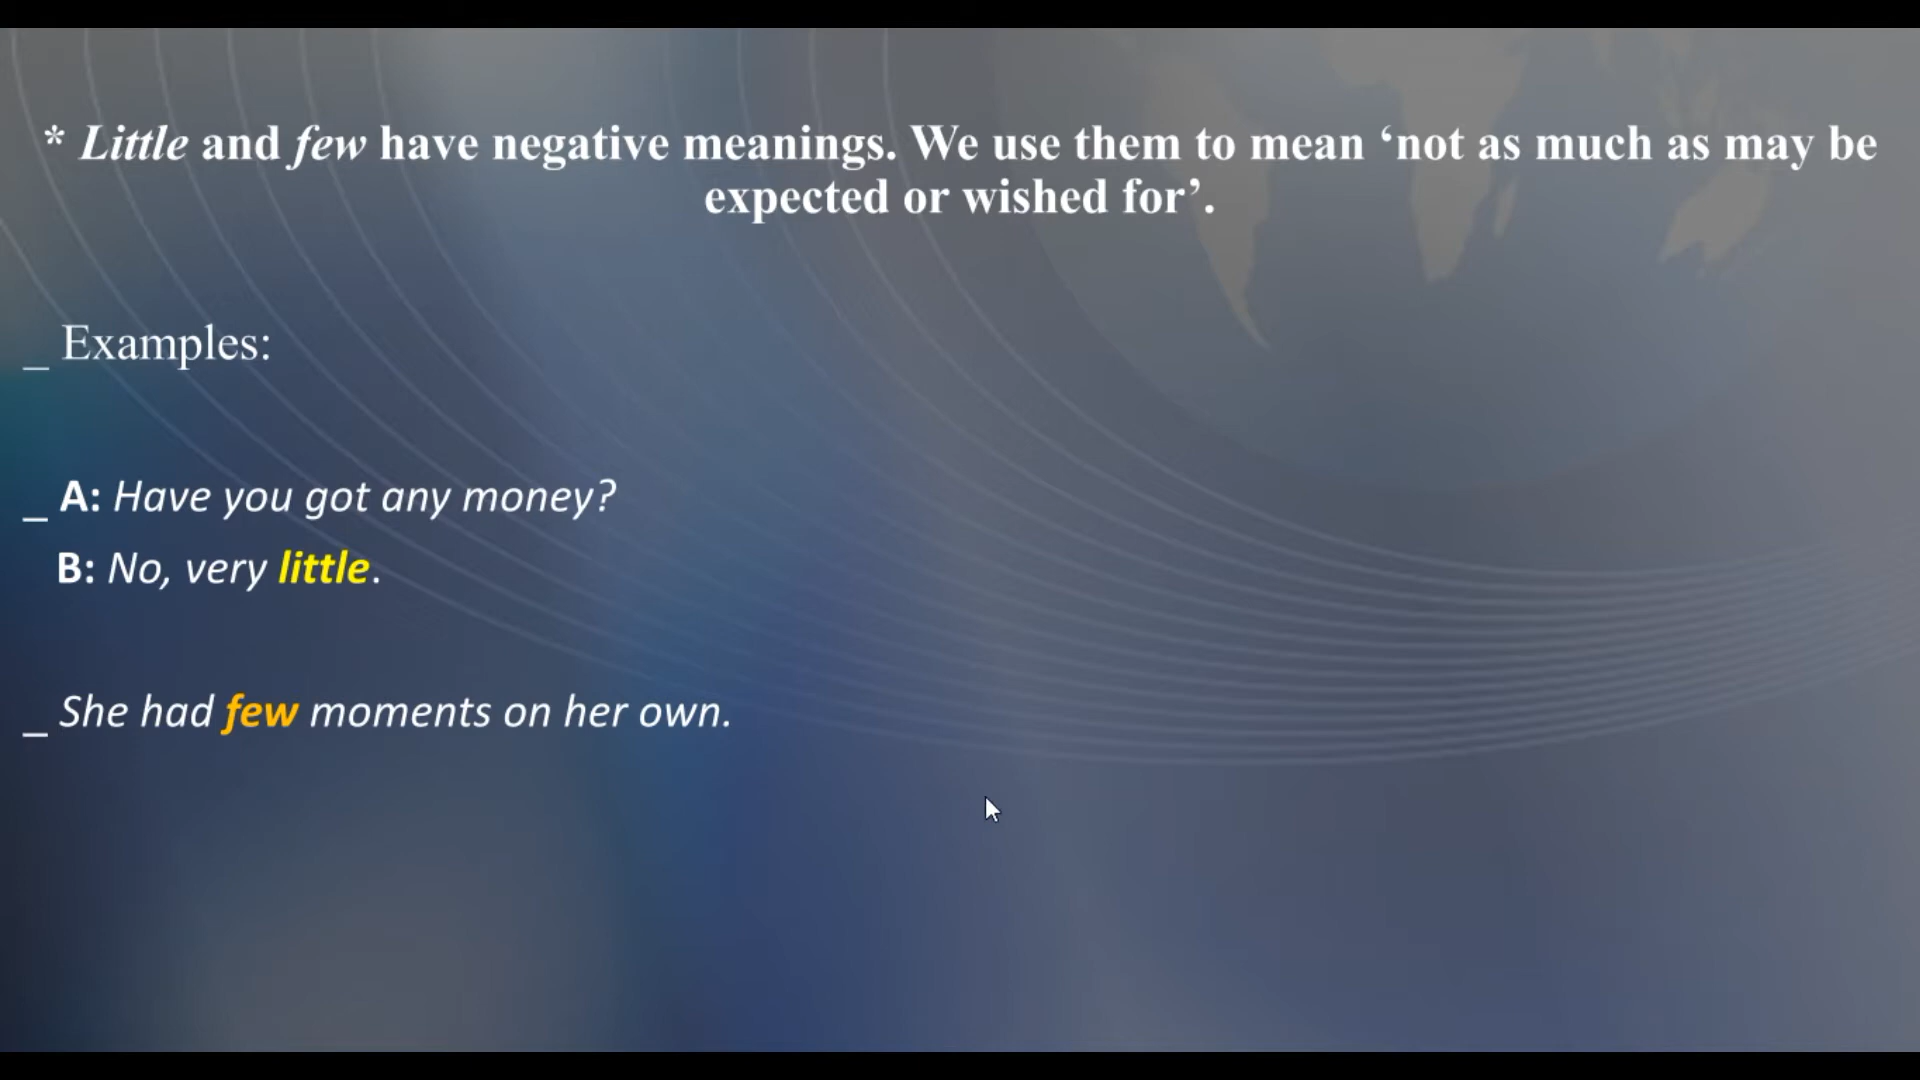 * Little and few have negative meanings. We use them to mean ‘not as much as may be
expected or wished for’.
_ Examples:
_ A: Have you got any money?
B: No, very little.
_ She had few moments on her own.